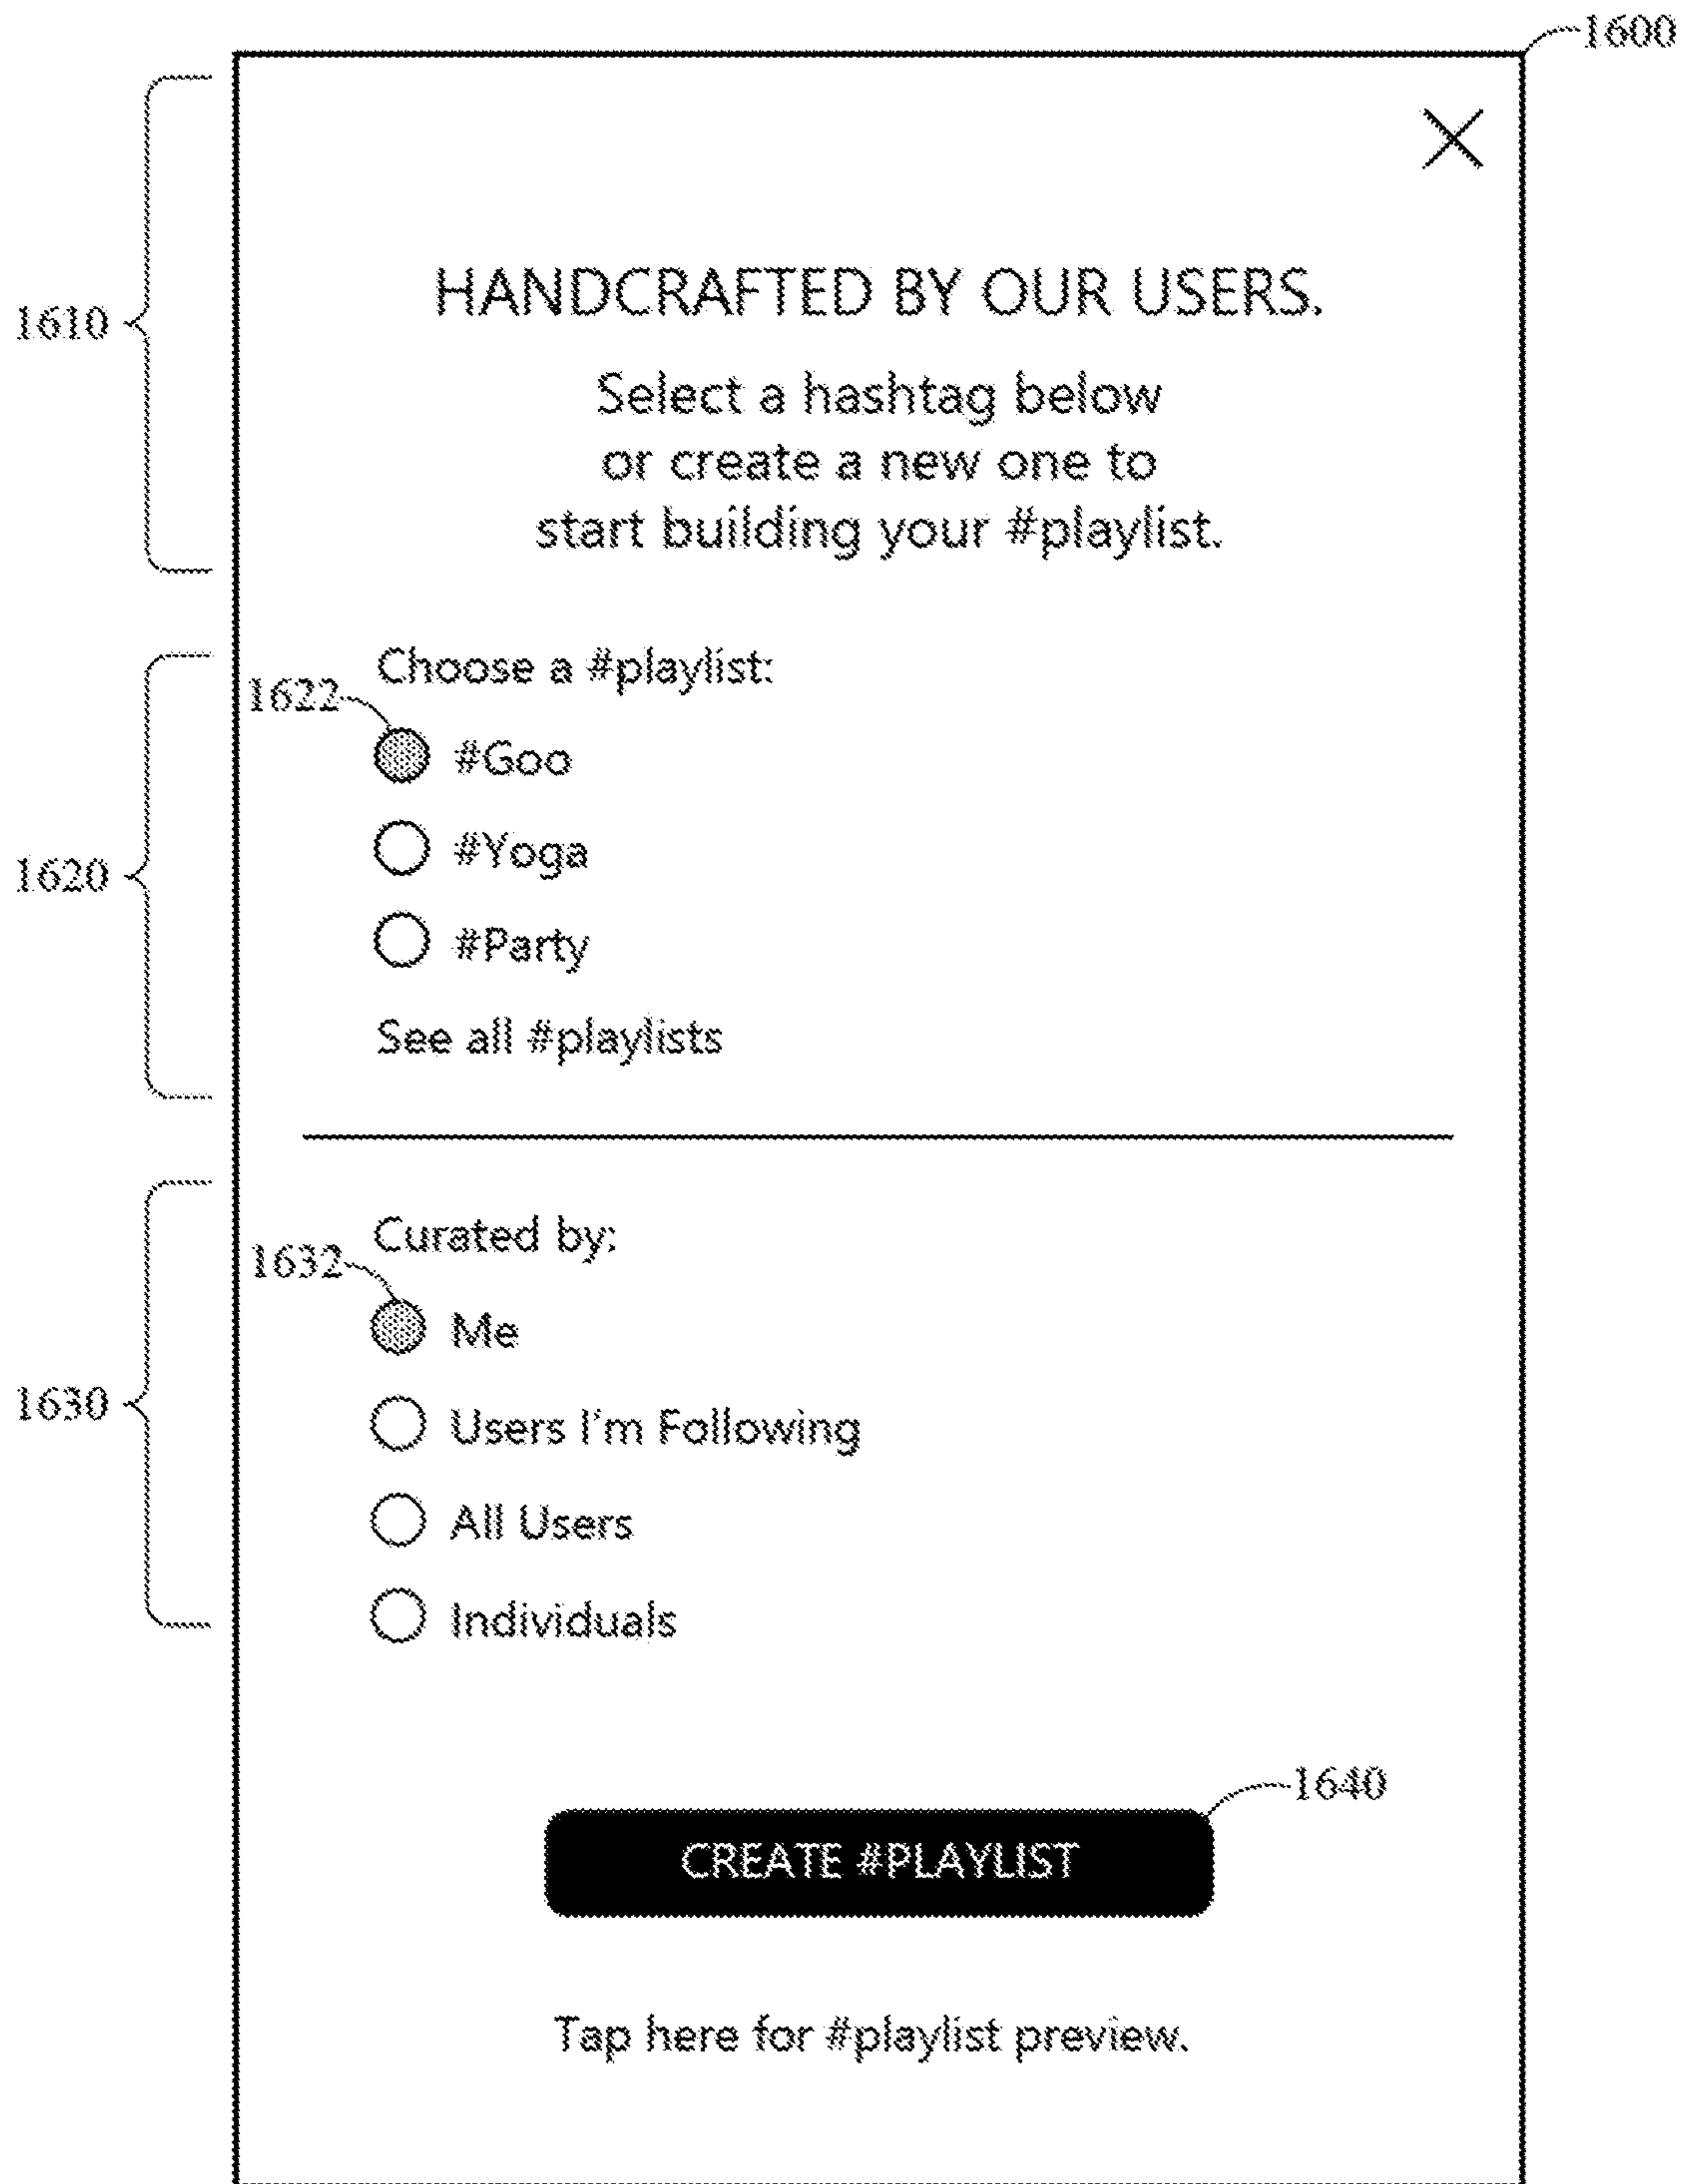 1600
HANDCRAFTED BY OUR USERS.
1610
Select a hashtag below
or create a new one to
start building your #playlist.
Choose a #playlist:
1622
#Goo
#Yoga
1620
#Party
See all #playlists
Curated by:
1632
Me
1630
Users I'm Following
All Users
Individuals
1640
CREATE #PLAYLIST
Tap here for #playlist preview.